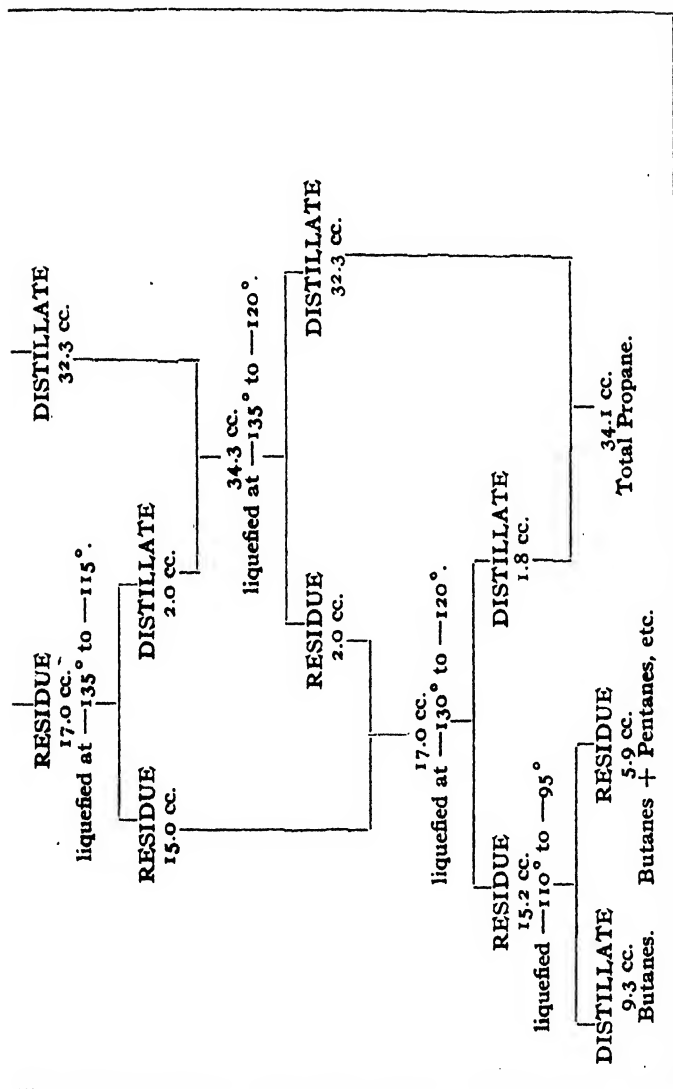 RESIDUE
17.0 cc.
liquefied at —135° to —115°.
DISTILLATE
32.3 cc.
RESIDUE
15.0 cc.
DISTILLATE
2.0 cc.
34.3 cc.
liquefied at —135° to —120°.
RESIDUE
2.0 cc.
DISTILLATE
32.3 cc.
17.0 cc.
liquefied at —130° to —120°.
RESIDUE
15.2 cc.
liquefied —110° to —95°
DISTILLATE
1.8 cc.
34.1 cc.
Total Propane.
DISTILLATE
9.3 cc.
Butanes.
RESIDUE
5.9 cc.
Butanes + Pentanes, etc.